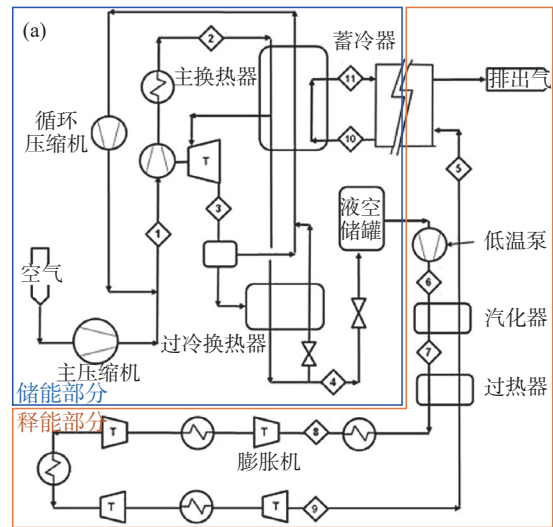 (a)
2
蓄冷器
主换热器
11
排出气
循环
压缩机
T
10
5
3
液空
储罐
1
低温泵
空气
6
汽化器
过冷换热器
7
主压缩机
4
过热器
储能部分
释能部分
T
T
8
膨胀机
T
T
9